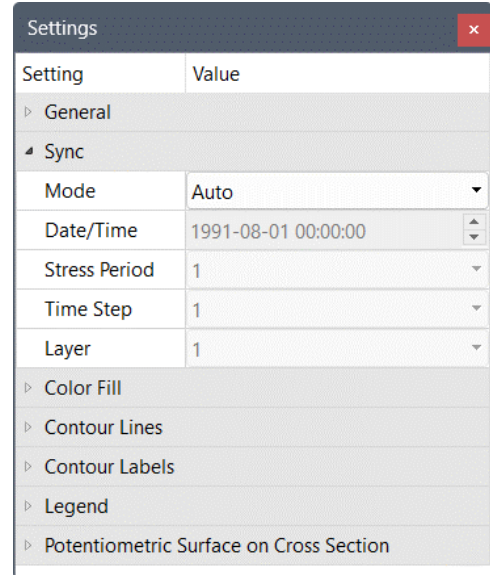 Settings ×
Setting Value
General
Sync
Mode Auto
Date/Time 1991-08-01 00:00:00
Stress Period 1
Time Step 1
Layer 1
Color Fill
Contour Lines
Contour Labels
Legend
Potentiometric Surface on Cross Section